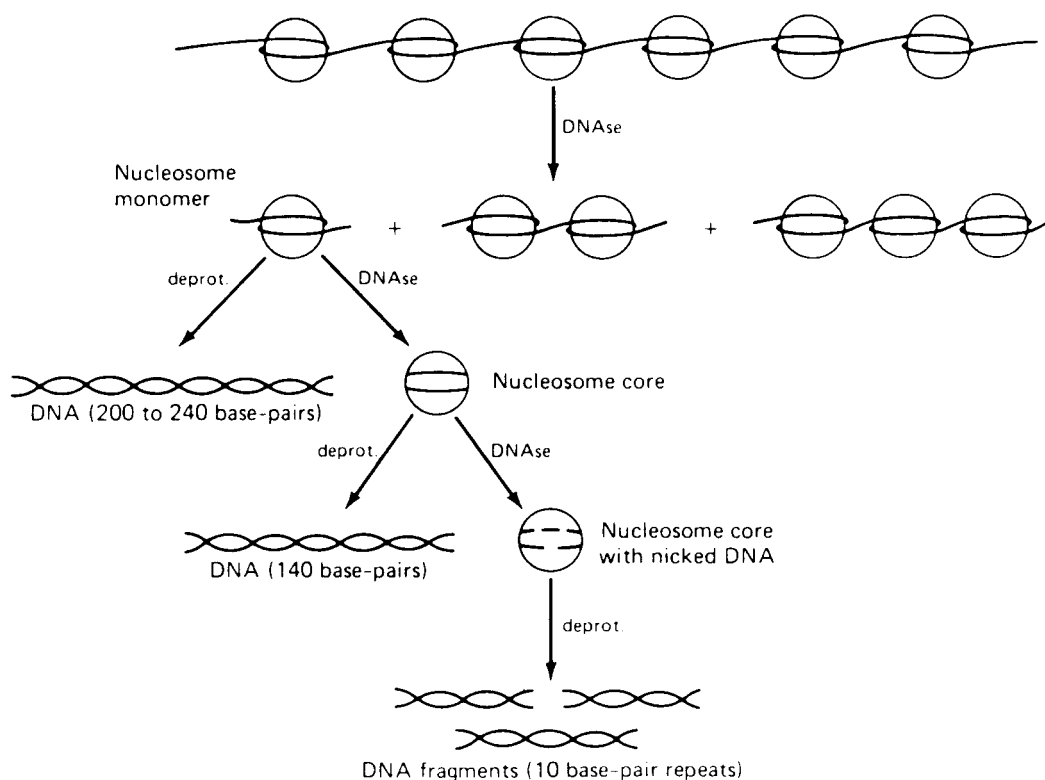 DNAse
Nucleosome
monomer
+
+
deprot.
DNAse
Nucleosome core
DNA (200 to 240 base-pairs)
deprot.
DNAse
Nucleosome core
with nicked DNA
DNA (140 base-pairs)
deprot.
DNA fragments (10 base-pair repeats)